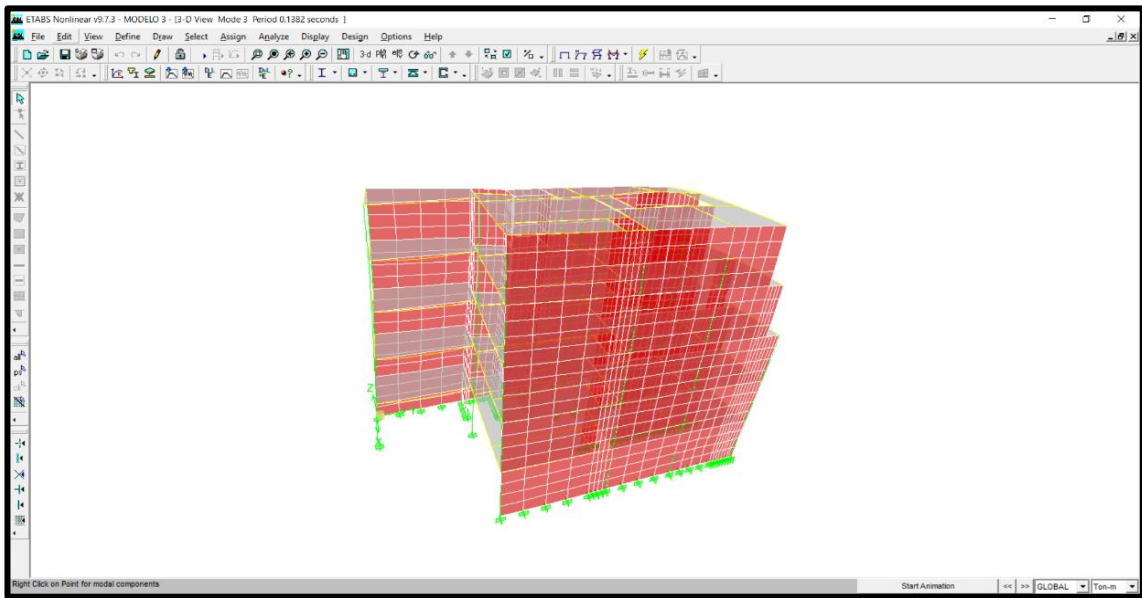 ETABS Nonlinear v9.7.3 - MODELO 3 - [3-D View Mode 3 Period 0.1382 seconds ]
File Edit View Define Draw Select Assign Analyze Display Design Options Help
3-d
all
Z
Right Click on Point for modal components
Start Animation << >> GLOBAL Ton-m